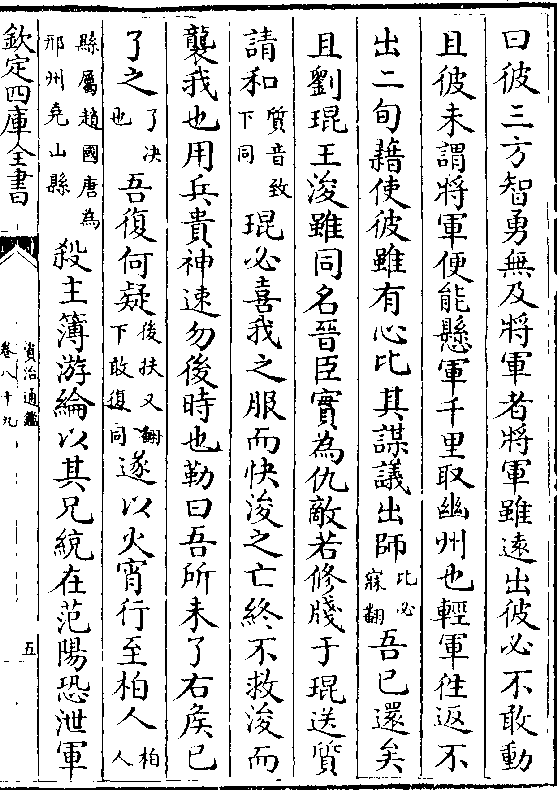 曰彼三方智勇無及將軍者將軍雖遠出彼必不敢動
且彼未謂將軍便能懸軍千里取幽州也輕軍徃返不
出二旬藉使彼雖有心比其謀議出師比必寐翻吾已還矣
且劉琨王浚雖同名晉臣實為仇敵若修牋于琨送質
請和質音致下同琨必喜我之服而快浚之亡終不救浚而
襲我也用兵貴神速勿後時也勒曰吾所未了右侯已
了之了决也吾復何疑復扶又翻下敢復同遂以火宵行至柏人柏人
縣屬趙國唐為邢州堯山縣殺主簿游綸以其兄統在范陽恐泄軍
欽定四庫全書
資治通鑑
卷八十九
五